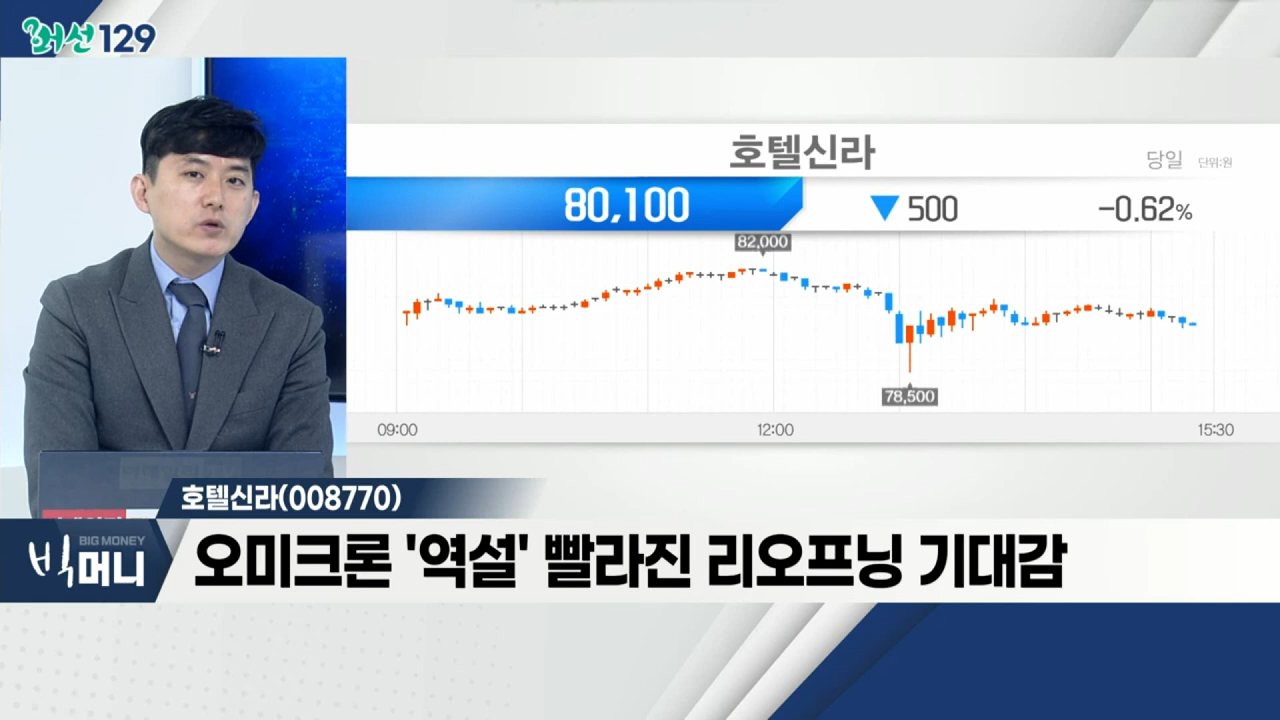 머선129
호텔신라
당일 단위:원
80,100 ▼500 -0.62%
82,000
78,500
09:00 12:00 15:30
호텔신라(008770)
BIG MONEY
빅머니
오미크론 '역설' 빨라진 리오프닝 기대감